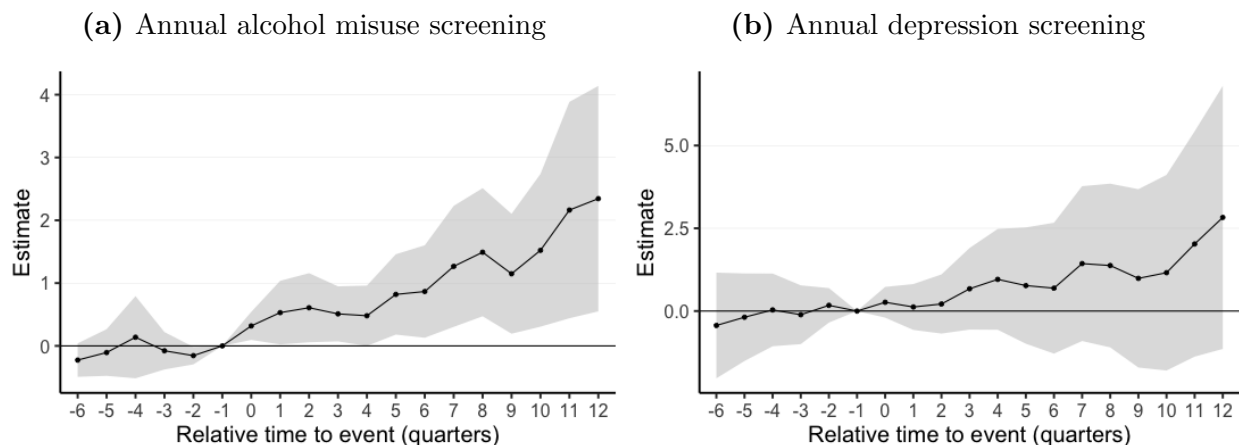 (a) Annual alcohol misuse screening
4
3
2
1
0
Estimate
-6 -5 -4 -3 -2 -1 0 1 2 3 4 5 6 7 8 9 10 11 12
Relative time to event (quarters)
(b) Annual depression screening
5.0
2.5
0.0
Estimate
-6 -5 -4 -3 -2 -1 0 1 2 3 4 5 6 7 8 9 10 11 12
Relative time to event (quarters)